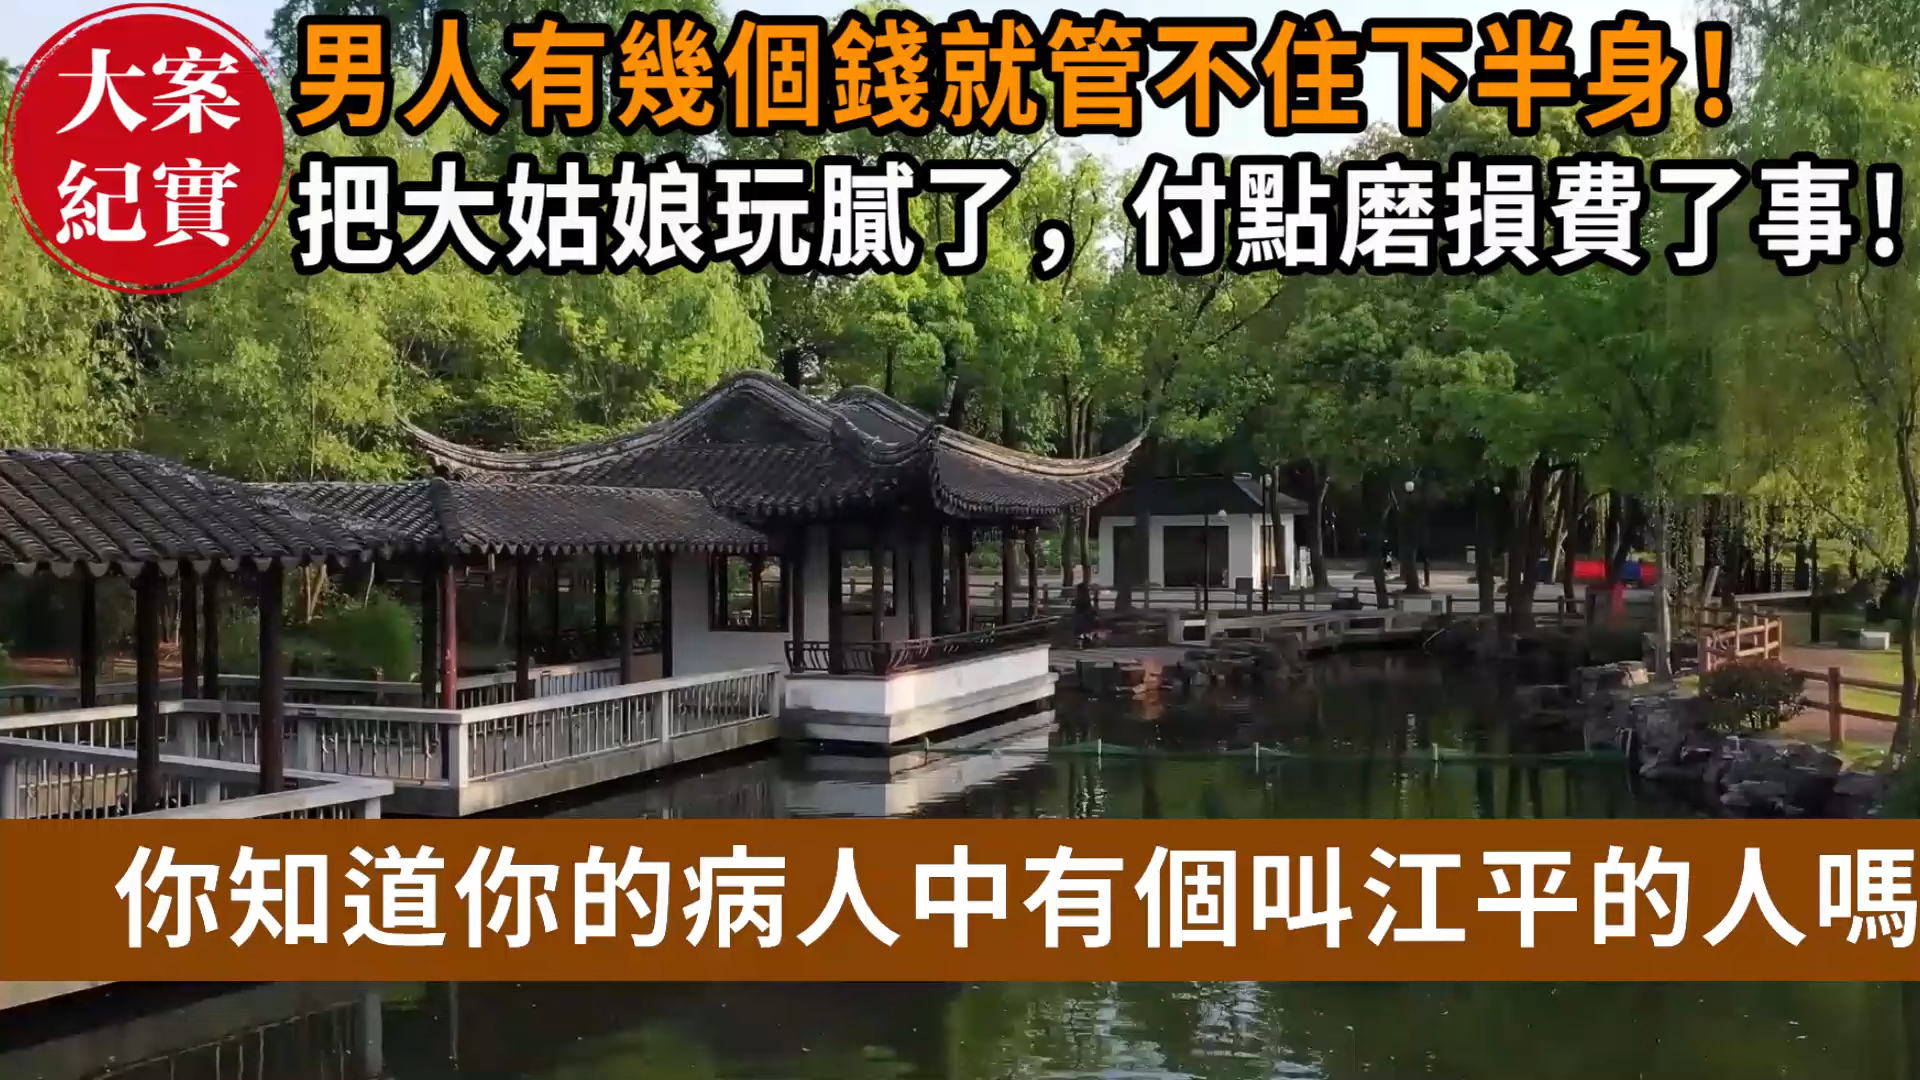 大案
紀實
男人有幾個錢就管不住下半身！
把大姑娘玩膩了，付點磨損費了事！
你知道你的病人中有個叫江平的人嗎